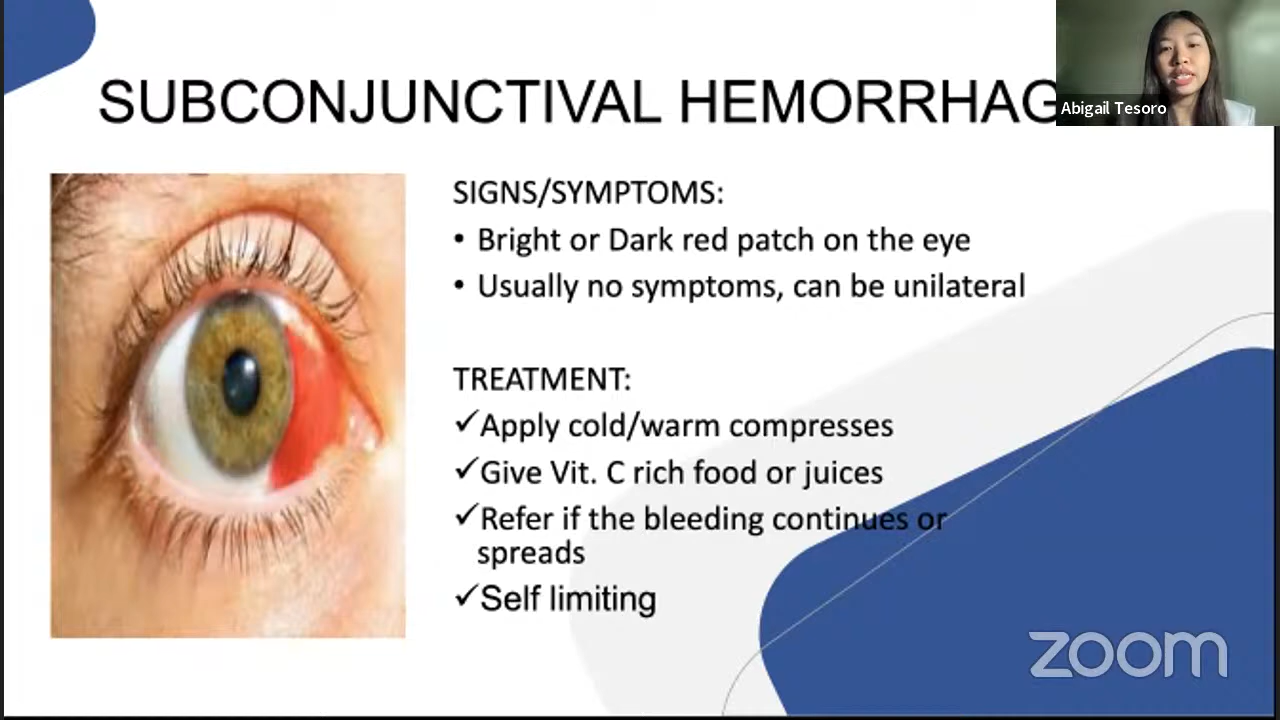 SUBCONJUNCTIVAL HEMORRHAG
Abigail Tesoro
SIGNS/SYMPTOMS:
• Bright or Dark red patch on the eye
• Usually no symptoms, can be unilateral
TREATMENT:
✓Apply cold/warm compresses
✓Give Vit. C rich food or juices
✓Refer if the bleeding continues or
spreads
✓Self limiting
zoom